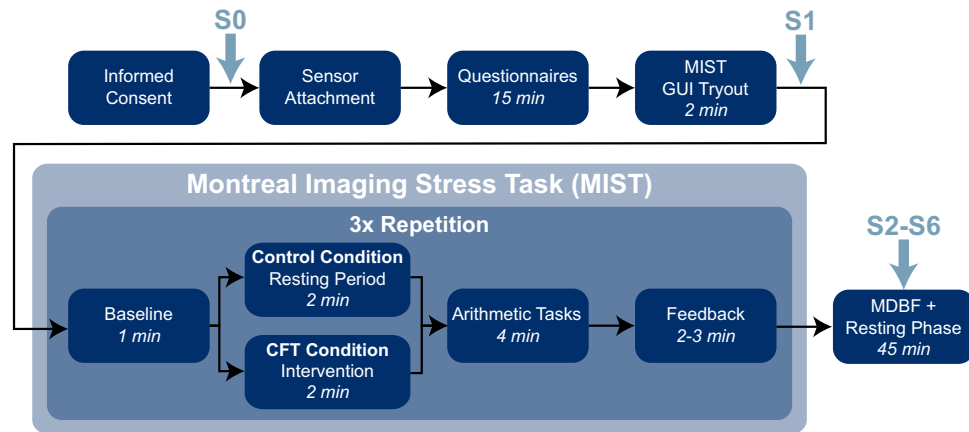 S0
S1
Informed
Consent
Sensor
Attachment
Questionnaires
15 min
MIST
GUI Tryout
2 min
Montreal Imaging Stress Task (MIST)
3x Repetition
S2-S6
Baseline
1 min
Control Condition
Resting Period
2 min
CFT Condition
Intervention
2 min
Arithmetic Tasks
4 min
Feedback
2-3 min
MDBF +
Resting Phase
45 min